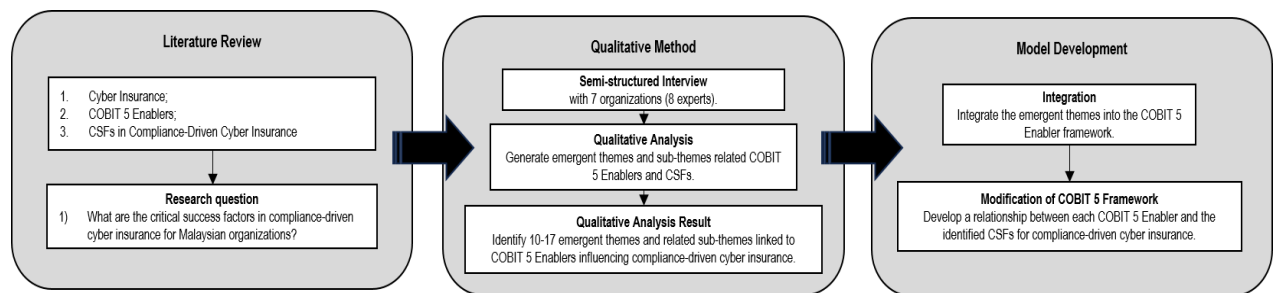 Literature Review
1. Cyber Insurance;
2. COBIT 5 Enablers;
3. CSFs in Compliance-Driven Cyber Insurance
Research question
1) What are the critical success factors in compliance-driven
cyber insurance for Malaysian organizations?
Qualitative Method
Semi-structured Interview
with 7 organizations (8 experts).
Qualitative Analysis
Generate emergent themes and sub-themes related COBIT
5 Enablers and CSFs.
Qualitative Analysis Result
Identify 10-17 emergent themes and related sub-themes linked to
COBIT 5 Enablers influencing compliance-driven cyber insurance.
Model Development
Integration
Integrate the emergent themes into the COBIT 5
Enabler framework.
Modification of COBIT 5 Framework
Develop a relationship between each COBIT 5 Enabler and the
identified CSFs for compliance-driven cyber insurance.